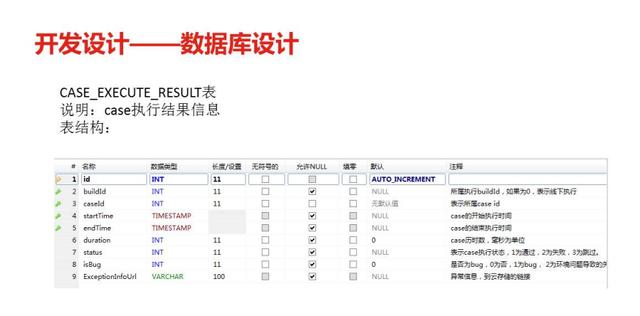 开发设计——数据库设计
CASE_EXECUTE_RESULT表
说明：case执行结果信息
表结构：
# 名称 数据类型 长度/设置 无符号的 允许NULL 填零 默认 注释
1 id INT 11 AUTO_INCREMENT
2 buildId INT 11 NULL 所属执行buildId，如果为0，表示线下执行
3 caseId INT 11 无默认值 表示所属case id
4 startTime TIMESTAMP NULL case的开始执行时间
5 endTime TIMESTAMP NULL case的结束执行时间
6 duration INT 11 0 case历时数，毫秒为单位
7 status INT 11 NULL 表示case执行状态，1为通过，2为失败，3为跳过。
8 isBug INT 11 0 是否为bug，0为否，1为bug，2为环境问题导致的失
9 ExceptionInfoUrl VARCHAR 100 NULL 异常信息，到云存储的链接